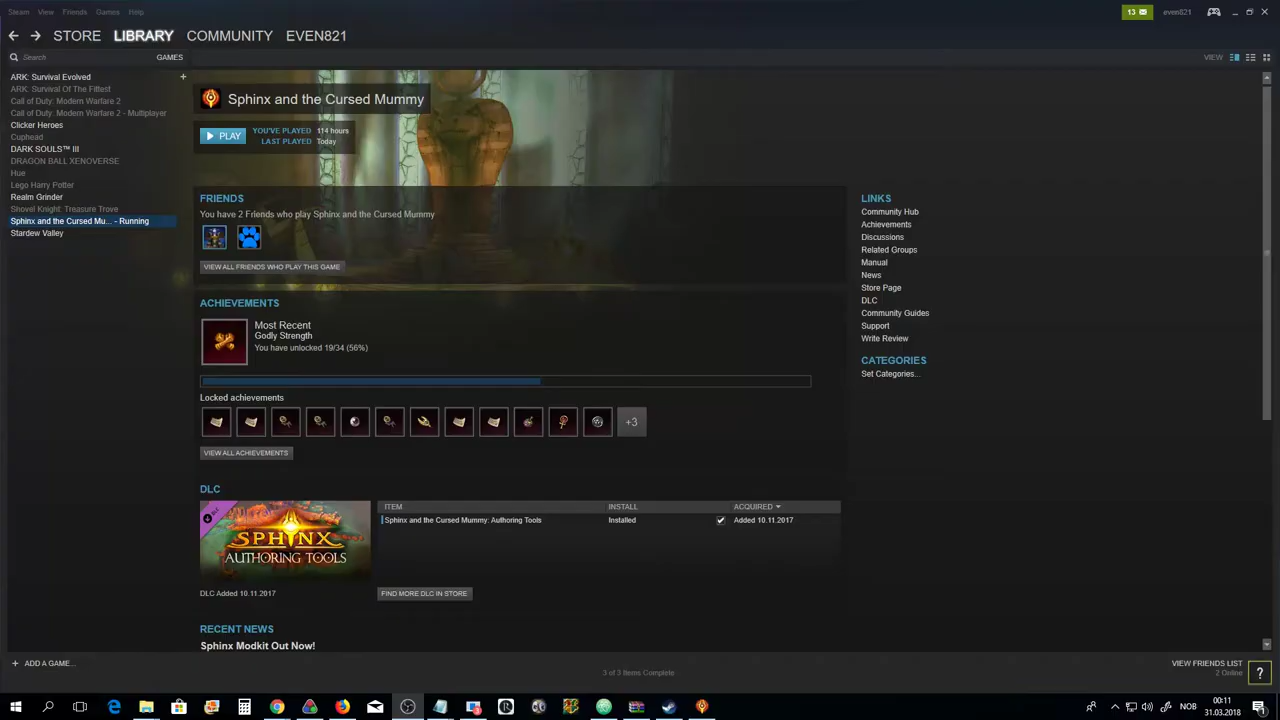 Steam View Friends Games Help
13 even821
STORE LIBRARY COMMUNITY EVEN821
Search GAMES
VIEW
ARK: Survival Evolved
ARK: Survival Of The Fittest
Call of Duty: Modern Warfare 2
Call of Duty: Modern Warfare 2 - Multiplayer
Clicker Heroes
Cuphead
DARK SOULS™ III
DRAGON BALL XENOVERSE
Hue
Lego Harry Potter
Realm Grinder
Shovel Knight: Treasure Trove
Sphinx and the Cursed Mu... - Running
Stardew Valley
Sphinx and the Cursed Mummy
PLAY
YOU'VE PLAYED 114 hours
LAST PLAYED Today
FRIENDS
You have 2 Friends who play Sphinx and the Cursed Mummy
VIEW ALL FRIENDS WHO PLAY THIS GAME
ACHIEVEMENTS
Most Recent
Godly Strength
You have unlocked 19/34 (56%)
Locked achievements
+3
VIEW ALL ACHIEVEMENTS
DLC
SPHINX
AUTHORING TOOLS
DLC Added 10.11.2017
ITEM INSTALL ACQUIRED
Sphinx and the Cursed Mummy: Authoring Tools Installed Added 10.11.2017
FIND MORE DLC IN STORE
RECENT NEWS
Sphinx Modkit Out Now!
LINKS
Community Hub
Achievements
Discussions
Related Groups
Manual
News
Store Page
DLC
Community Guides
Support
Write Review
CATEGORIES
Set Categories...
+ ADD A GAME...
3 of 3 Items Complete
VIEW FRIENDS LIST
2 Online
?
NOB
00:11
31.03.2018